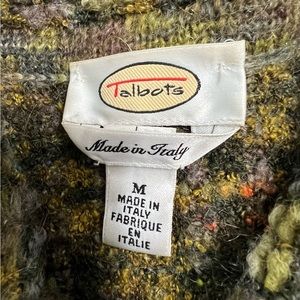 Talbots
Made in Italy
M
MADE IN
ITALY
FABRIQUE
EN
ITALIE